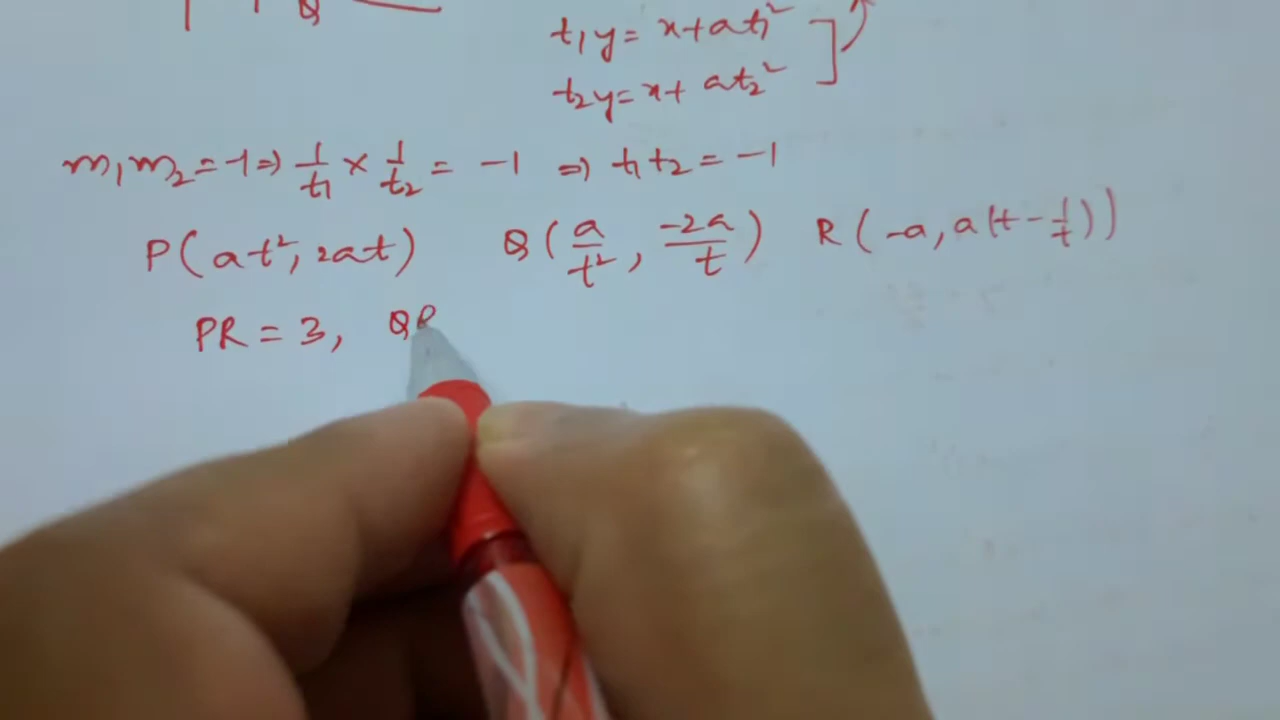 Q
t₁y = x + at₁²
t₂y = x + at₂²
m₁m₂ = -1 ⇒ 1/t₁ × 1/t₂ = -1 ⇒ t₁t₂ = -1
P(at², 2at) Q(a/t², -2a/t) R(-a, a(t - 1/t))
PR = 3, QR